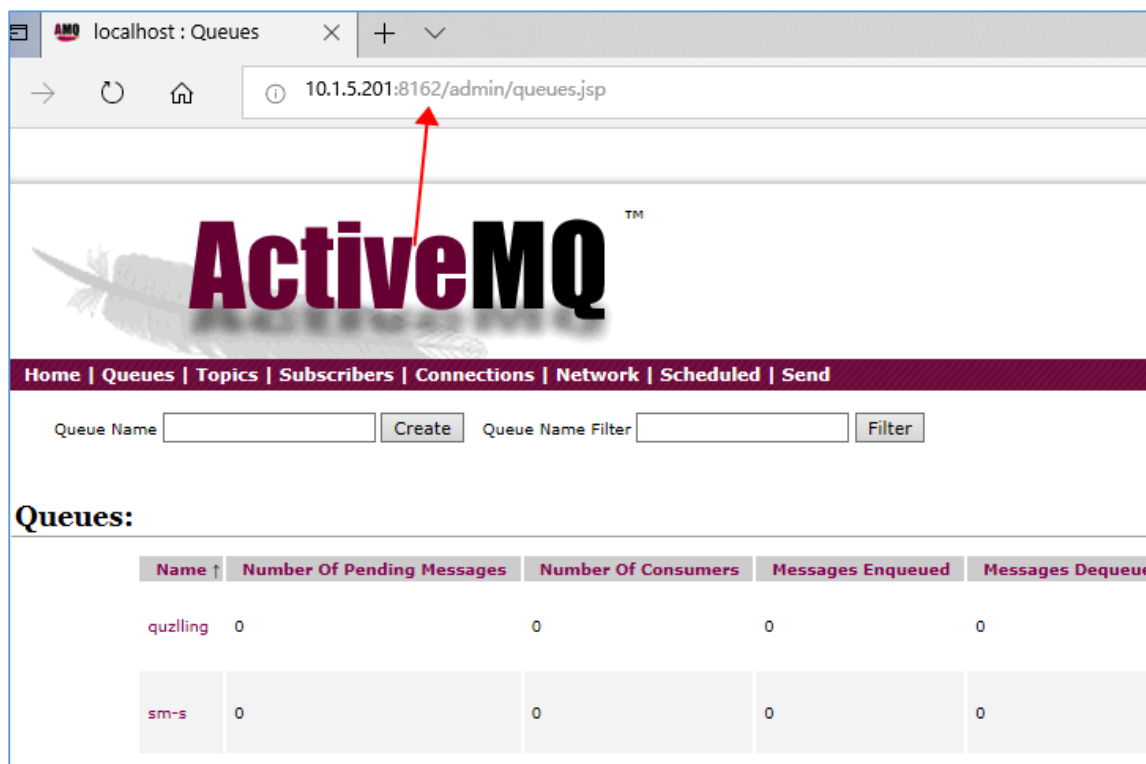 localhost : Queues
10.1.5.201:8162/admin/queues.jsp
ActiveMQ ™
Home | Queues | Topics | Subscribers | Connections | Network | Scheduled | Send
Queue Name Create Queue Name Filter Filter
Queues:
Name ↑ Number Of Pending Messages Number Of Consumers Messages Enqueued Messages Dequeue
quzlling 0 0 0 0
sm-s 0 0 0 0